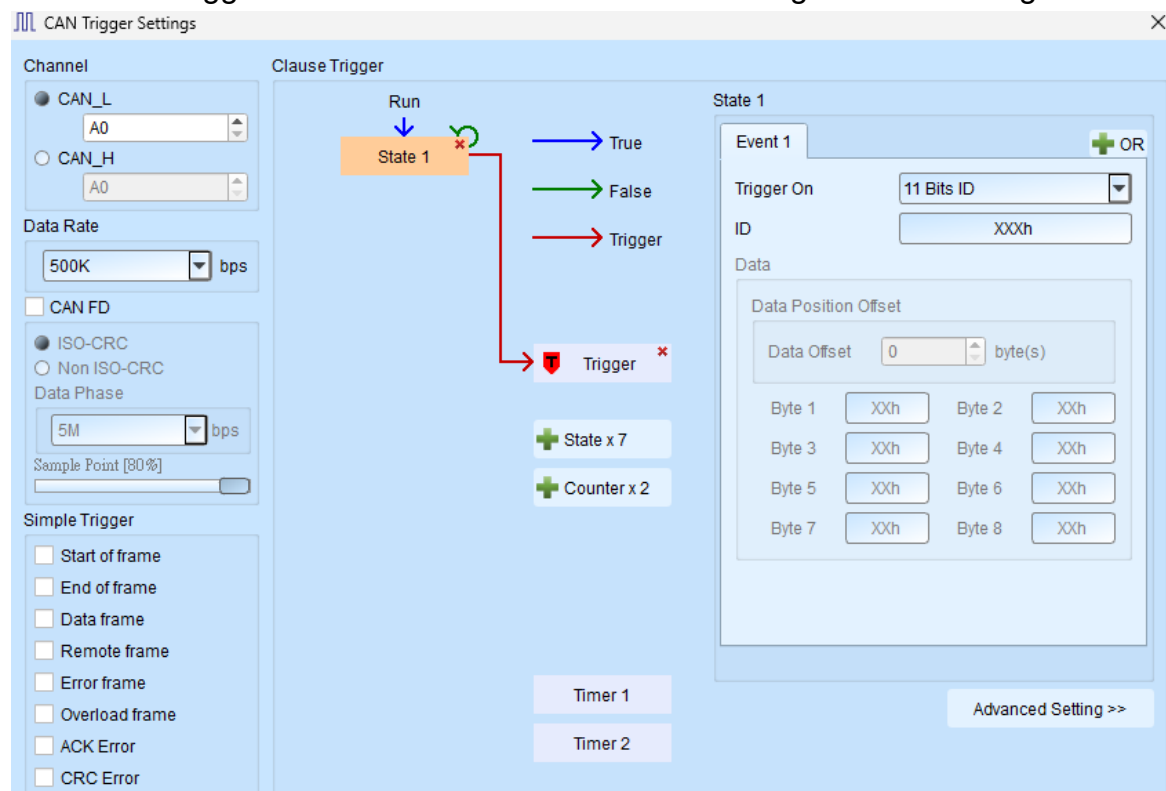 CAN Trigger Settings
Channel
CAN_L
A0
CAN_H
A0
Data Rate
500K bps
CAN FD
ISO-CRC
Non ISO-CRC
Data Phase
5M bps
Sample Point [80%]
Simple Trigger
Start of frame
End of frame
Data frame
Remote frame
Error frame
Overload frame
ACK Error
CRC Error
Clause Trigger
Run
State 1
True
False
Trigger
T Trigger
State x 7
Counter x 2
Timer 1
Timer 2
State 1
Event 1 OR
Trigger On 11 Bits ID
ID XXXh
Data
Data Position Offset
Data Offset 0 byte(s)
Byte 1 XXh Byte 2 XXh
Byte 3 XXh Byte 4 XXh
Byte 5 XXh Byte 6 XXh
Byte 7 XXh Byte 8 XXh
Advanced Setting >>